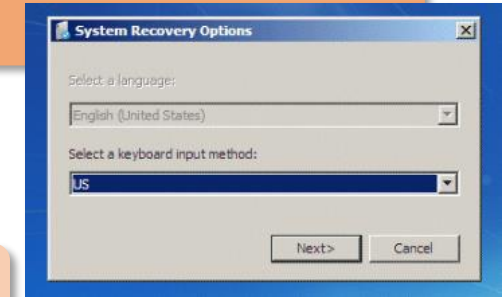 System Recovery Options
Select a language:
English (United States)
Select a keyboard input method:
US
Next>
Cancel